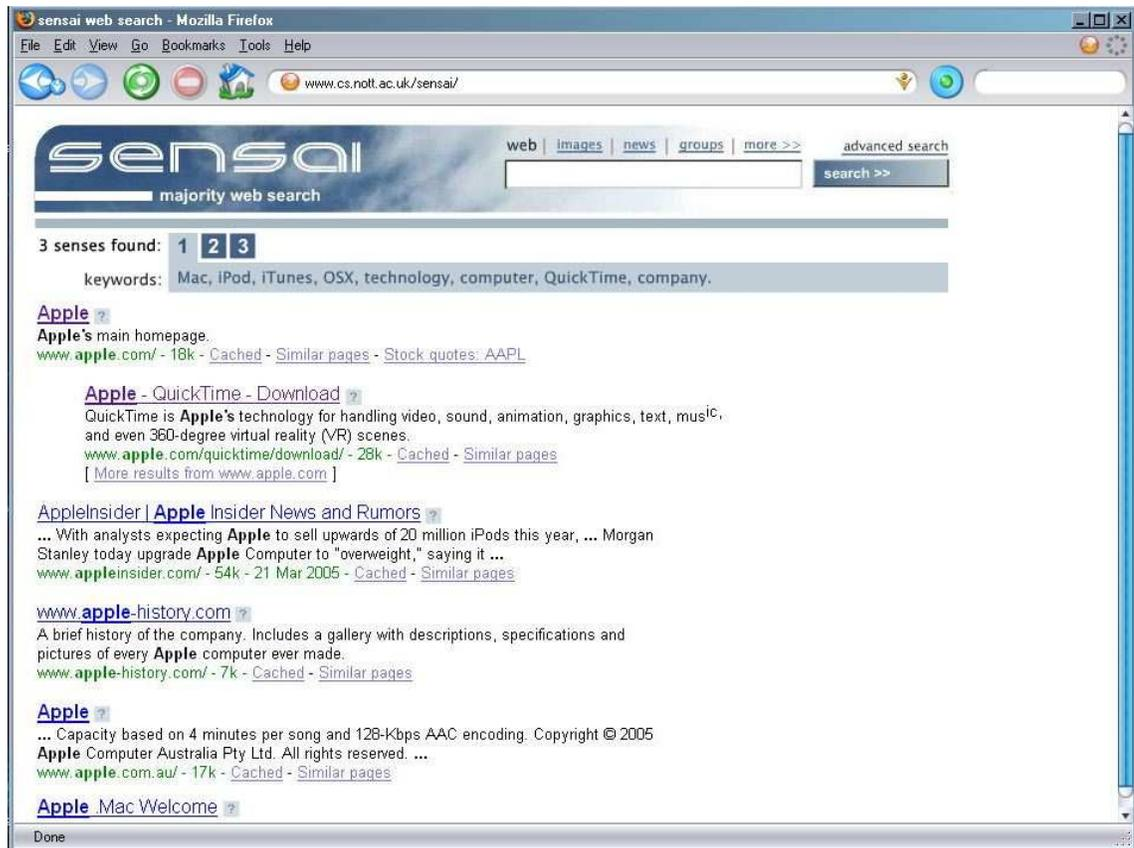 sensai web search - Mozilla Firefox
File Edit View Go Bookmarks Tools Help
www.cs.nott.ac.uk/sensai/
sensai
majority web search
web | images | news | groups | more >> advanced search
search >>
3 senses found: 1 2 3
keywords: Mac, iPod, iTunes, OSX, technology, computer, QuickTime, company.
Apple ?
Apple's main homepage.
www.apple.com/ - 18k - Cached - Similar pages - Stock quotes: AAPL
Apple - QuickTime - Download ?
QuickTime is Apple's technology for handling video, sound, animation, graphics, text, music,
and even 360-degree virtual reality (VR) scenes.
www.apple.com/quicktime/download/ - 28k - Cached - Similar pages
[ More results from www.apple.com ]
AppleInsider | Apple Insider News and Rumors ?
... With analysts expecting Apple to sell upwards of 20 million iPods this year, ... Morgan
Stanley today upgrade Apple Computer to "overweight," saying it ...
www.appleinsider.com/ - 54k - 21 Mar 2005 - Cached - Similar pages
www.apple-history.com ?
A brief history of the company. Includes a gallery with descriptions, specifications and
pictures of every Apple computer ever made.
www.apple-history.com/ - 7k - Cached - Similar pages
Apple ?
... Capacity based on 4 minutes per song and 128-Kbps AAC encoding. Copyright © 2005
Apple Computer Australia Pty Ltd. All rights reserved. ...
www.apple.com.au/ - 17k - Cached - Similar pages
Apple .Mac Welcome ?
Done